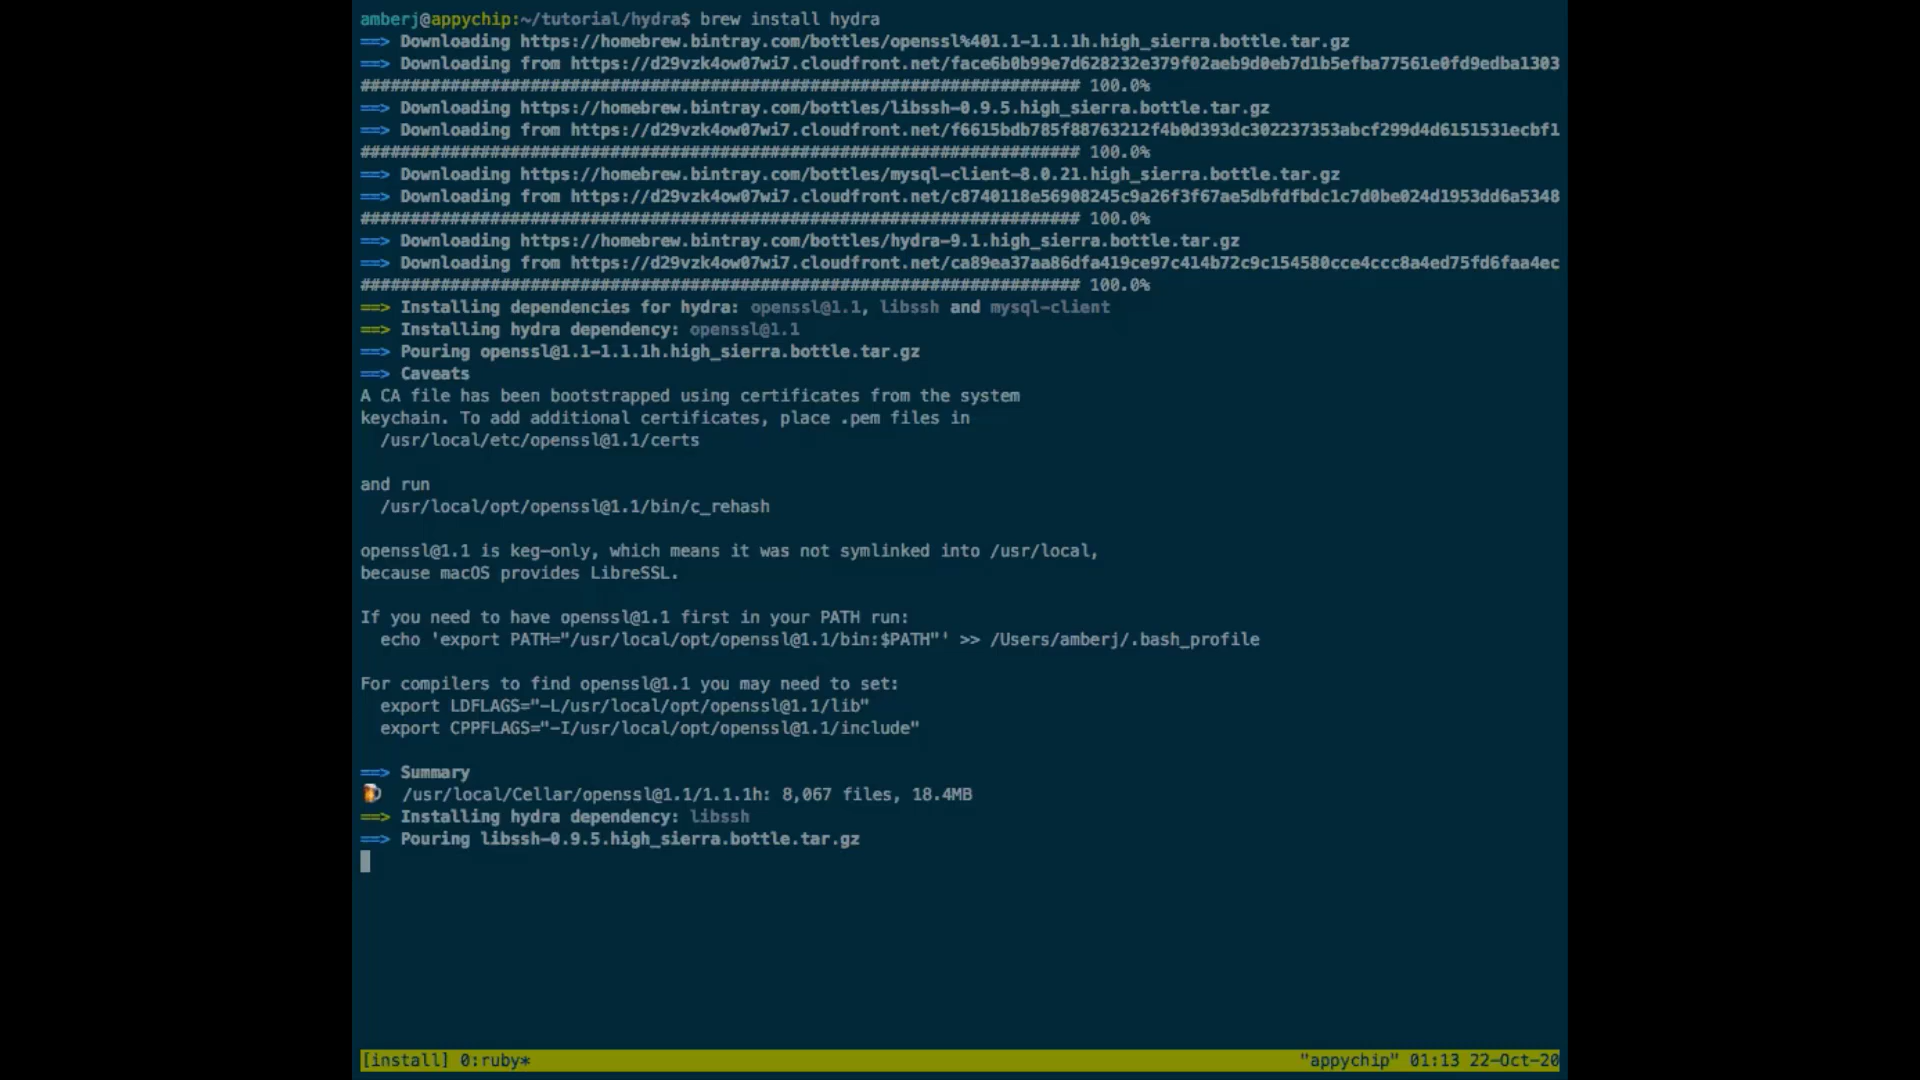 amberj@appychip:~/tutorial/hydra$ brew install hydra
==> Downloading https://homebrew.bintray.com/bottles/openssl%401.1-1.1.1h.high_sierra.bottle.tar.gz
==> Downloading from https://d29vzk4ow07wi7.cloudfront.net/face6b0b99e7d628232e379f02aeb9d0eb7d1b5efba77561e0fd9edba1303
######################################################################## 100.0%
==> Downloading https://homebrew.bintray.com/bottles/libssh-0.9.5.high_sierra.bottle.tar.gz
==> Downloading from https://d29vzk4ow07wi7.cloudfront.net/f6615bdb785f88763212f4b0d393dc302237353abcf299d4d6151531ecbf1
######################################################################## 100.0%
==> Downloading https://homebrew.bintray.com/bottles/mysql-client-8.0.21.high_sierra.bottle.tar.gz
==> Downloading from https://d29vzk4ow07wi7.cloudfront.net/c8740118e56908245c9a26f3f67ae5dbfdfbdc1c7d0be024d1953dd6a5348
######################################################################## 100.0%
==> Downloading https://homebrew.bintray.com/bottles/hydra-9.1.high_sierra.bottle.tar.gz
==> Downloading from https://d29vzk4ow07wi7.cloudfront.net/ca89ea37aa86dfa419ce97c414b72c9c154580cce4ccc8a4ed75fd6faa4ec
######################################################################## 100.0%
==> Installing dependencies for hydra: openssl@1.1, libssh and mysql-client
==> Installing hydra dependency: openssl@1.1
==> Pouring openssl@1.1-1.1.1h.high_sierra.bottle.tar.gz
==> Caveats
A CA file has been bootstrapped using certificates from the system
keychain. To add additional certificates, place .pem files in
/usr/local/etc/openssl@1.1/certs
and run
/usr/local/opt/openssl@1.1/bin/c_rehash
openssl@1.1 is keg-only, which means it was not symlinked into /usr/local,
because macOS provides LibreSSL.
If you need to have openssl@1.1 first in your PATH run:
echo 'export PATH="/usr/local/opt/openssl@1.1/bin:$PATH"' >> /Users/amberj/.bash_profile
For compilers to find openssl@1.1 you may need to set:
export LDFLAGS="-L/usr/local/opt/openssl@1.1/lib"
export CPPFLAGS="-I/usr/local/opt/openssl@1.1/include"
==> Summary
🍺 /usr/local/Cellar/openssl@1.1/1.1.1h: 8,067 files, 18.4MB
==> Installing hydra dependency: libssh
==> Pouring libssh-0.9.5.high_sierra.bottle.tar.gz
[install] 0:ruby* "appychip" 01:13 22-Oct-20